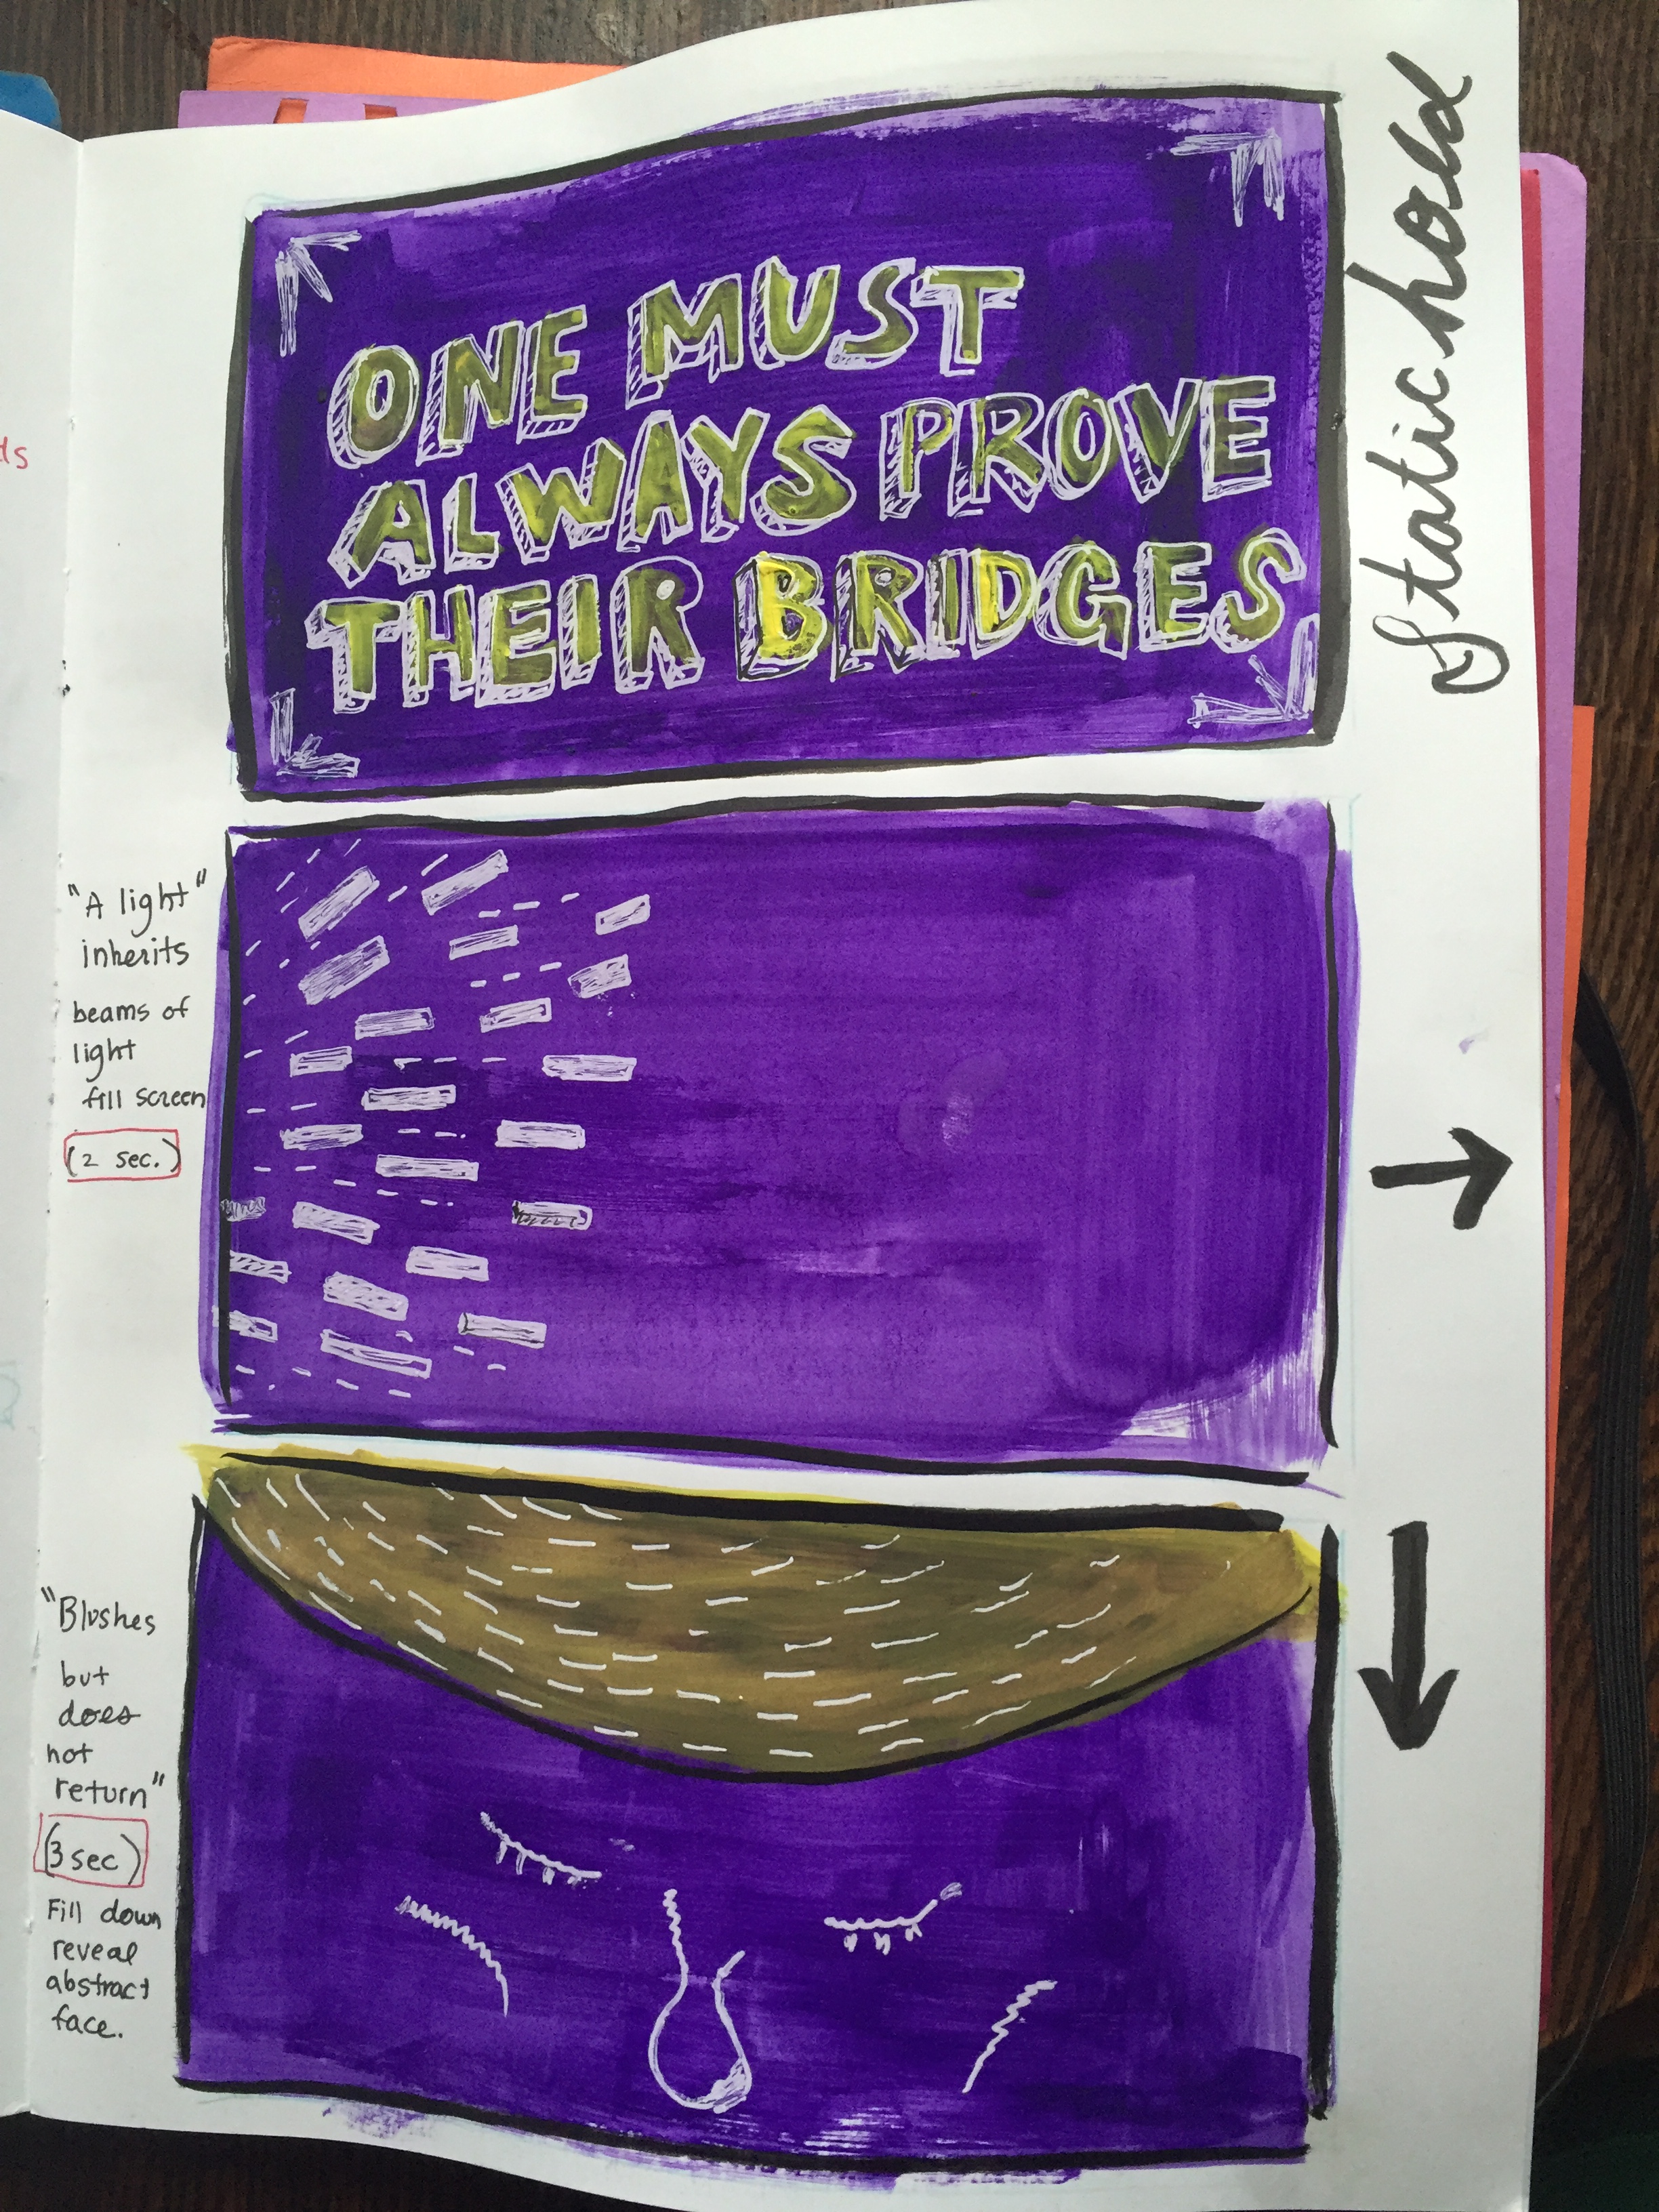 ds
ONE MUST
ALWAYS PROVE
THEIR BRIDGES
Static hold
"A light"
inherits
beams of
light
fill screen
(2 sec.)
"Blushes
but
does
not
return"
(3 sec)
Fill down
reveal
abstract
face.